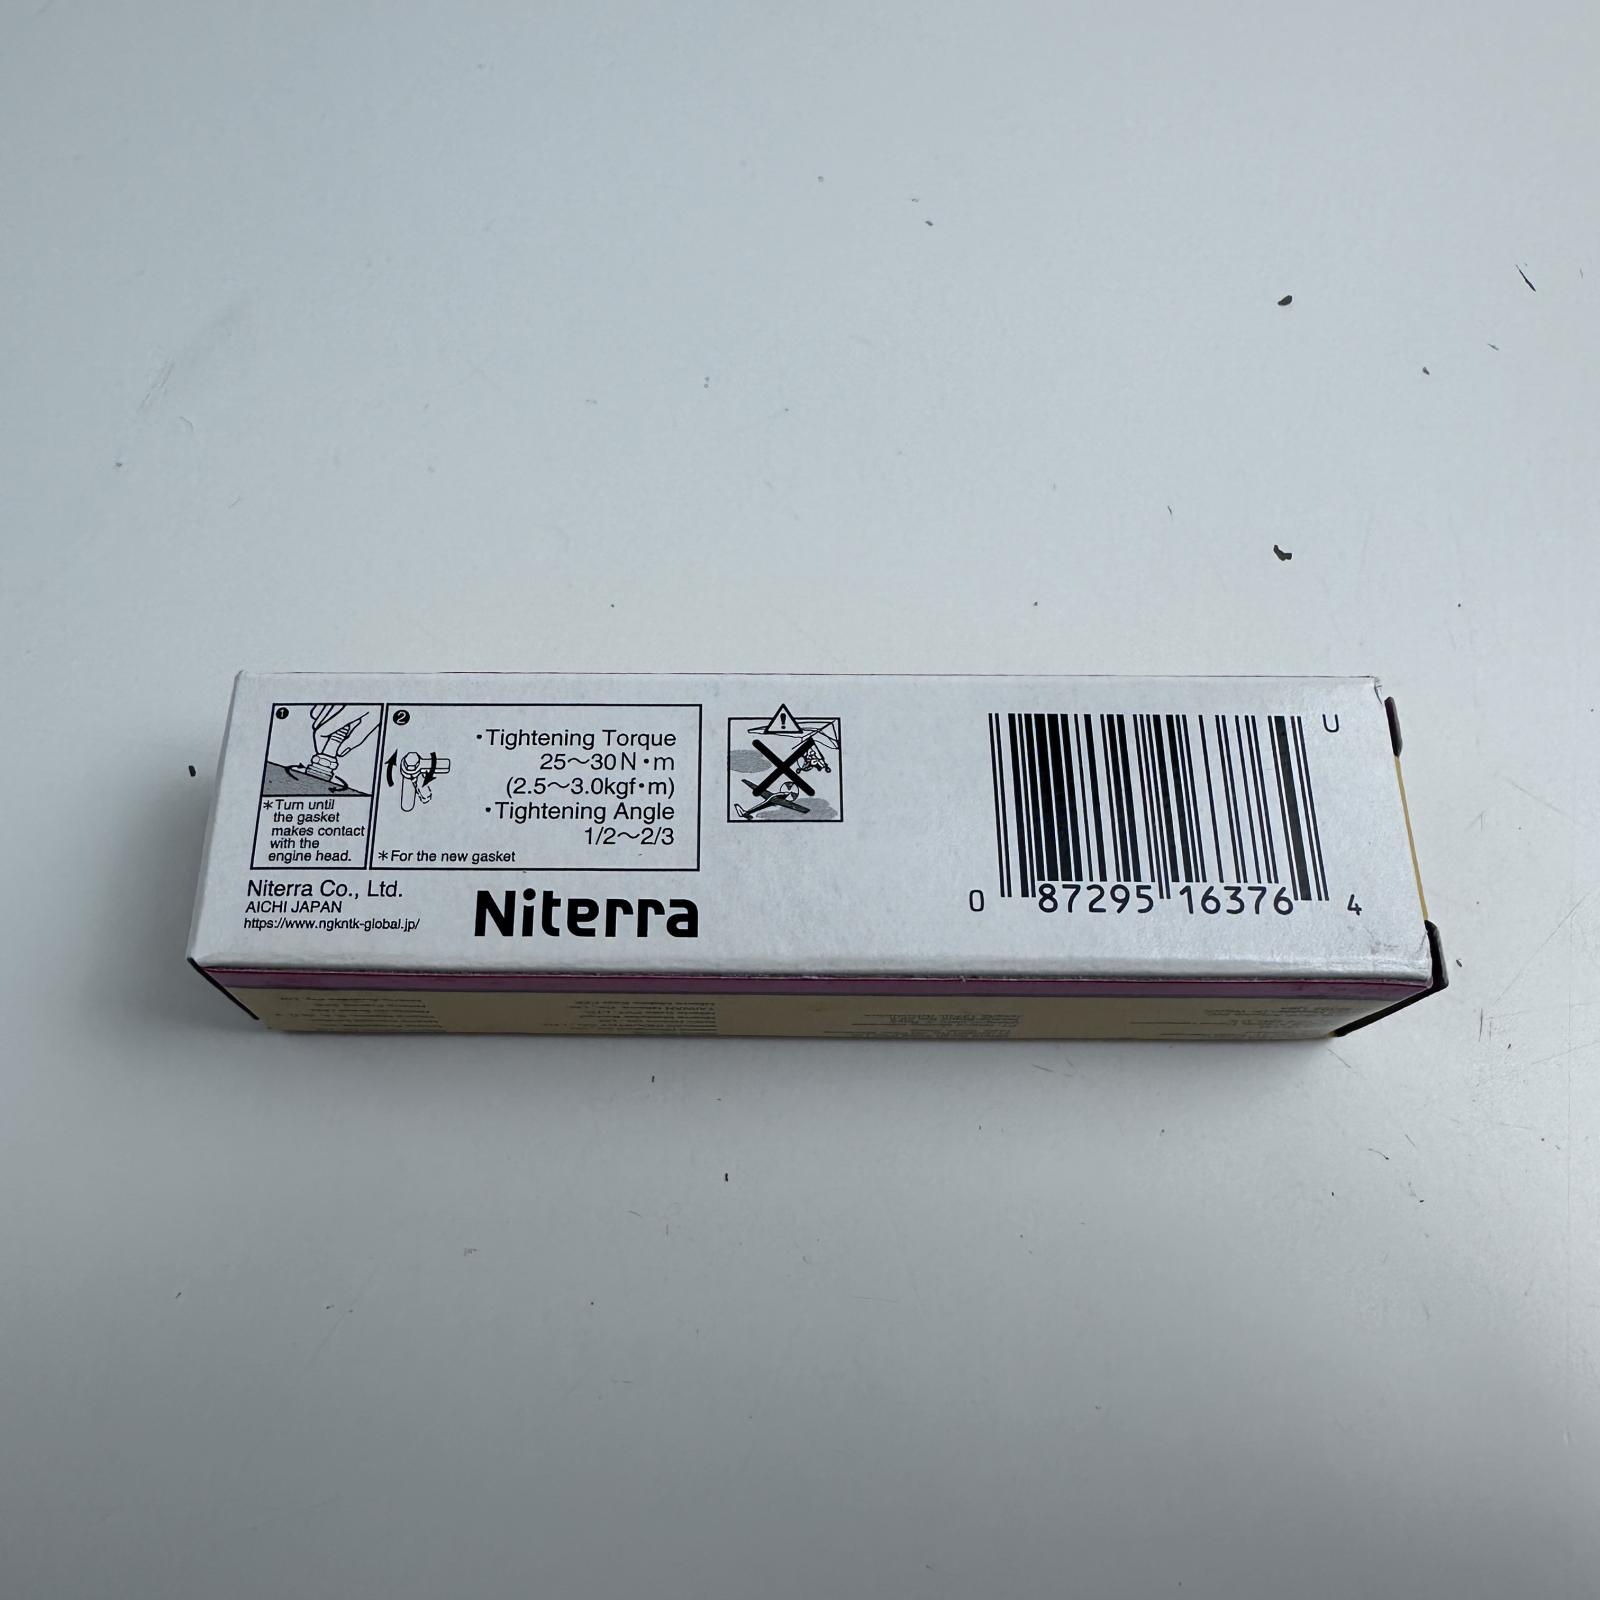 1
* Turn until
the gasket
makes contact
with the
engine head.
2
・Tightening Torque
25～30N・m
(2.5～3.0kgf・m)
・Tightening Angle
1/2～2/3
* For the new gasket
Niterra Co., Ltd.
AICHI JAPAN
https://www.ngkntk-global.jp/
Niterra
!
U
0 87295 16376 4